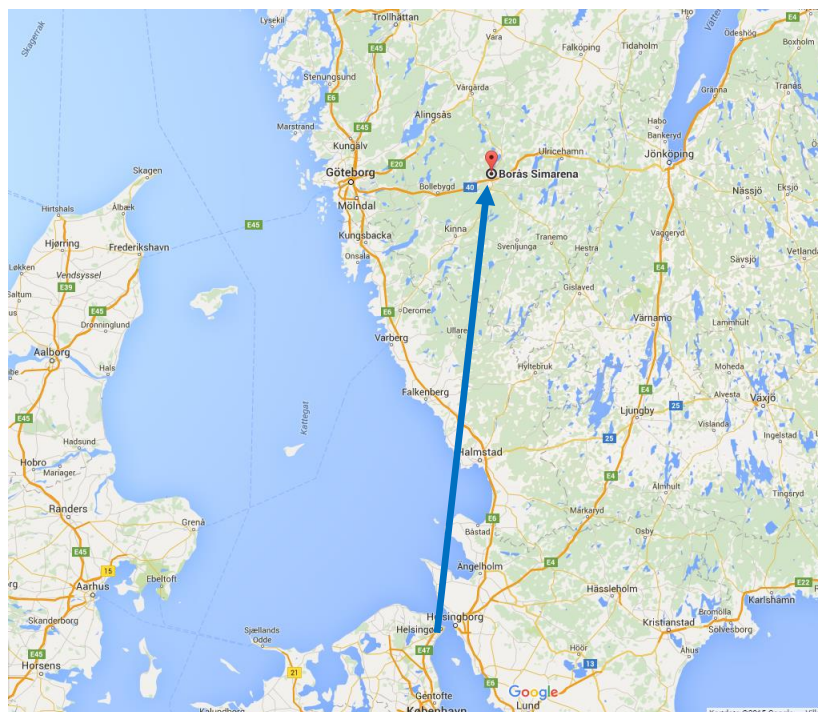 Lysekil
Trollhättan
E20
Hjo
E4
Ödeshög
Skagerrak
E45
Vara
Falköping
Tidaholm
Boxholm
Stenungsund
Gränna
Tranås
E6
Vårgårda
Alingsås
Habo
Bankeryd
Marstrand
E45
Kungälv
E20
Ulricehamn
Jönköping
Skagen
Göteborg
Borås Simarena
40
Bollebygd
Nässjö
Eksjö
Hirtshals
Ålbæk
Mölndal
E45
Kinna
Tranemo
Vaggeryd
Hjørring
Frederikshavn
Kungsbacka
Svenljunga
Hestra
Vetlanda
Onsala
Sävsjö
Løkken
Vendsyssel
E4
E39
Gislaved
Saltum
E45
E6
Derome
Värnamo
Dronninglund
Ullared
Lammhult
Varberg
Aalborg
Hals
Hyltebruk
Moheda
E4
Falkenberg
Alvesta
Växjö
E45
Kattegat
Ljungby
25
Vislanda
Hadsund
25
Ingelstad
Hobro
Mariager
Halmstad
E4
Älmhult
Tingsryd
Randers
E6
Markaryd
Grenå
Båstad
Osby
E45
E4
15
Ängelholm
Ebeltoft
E22
Aarhus
Hässleholm
Karlshamn
Bromölla
Skanderborg
Helsingborg
Kristianstad
Sölvesborg
Sjællands
Odde
Helsingør
E45
E47
Höör
Åhus
Horsens
21
13
E6
Google
Gentofte
Lund
Kalundborg
København